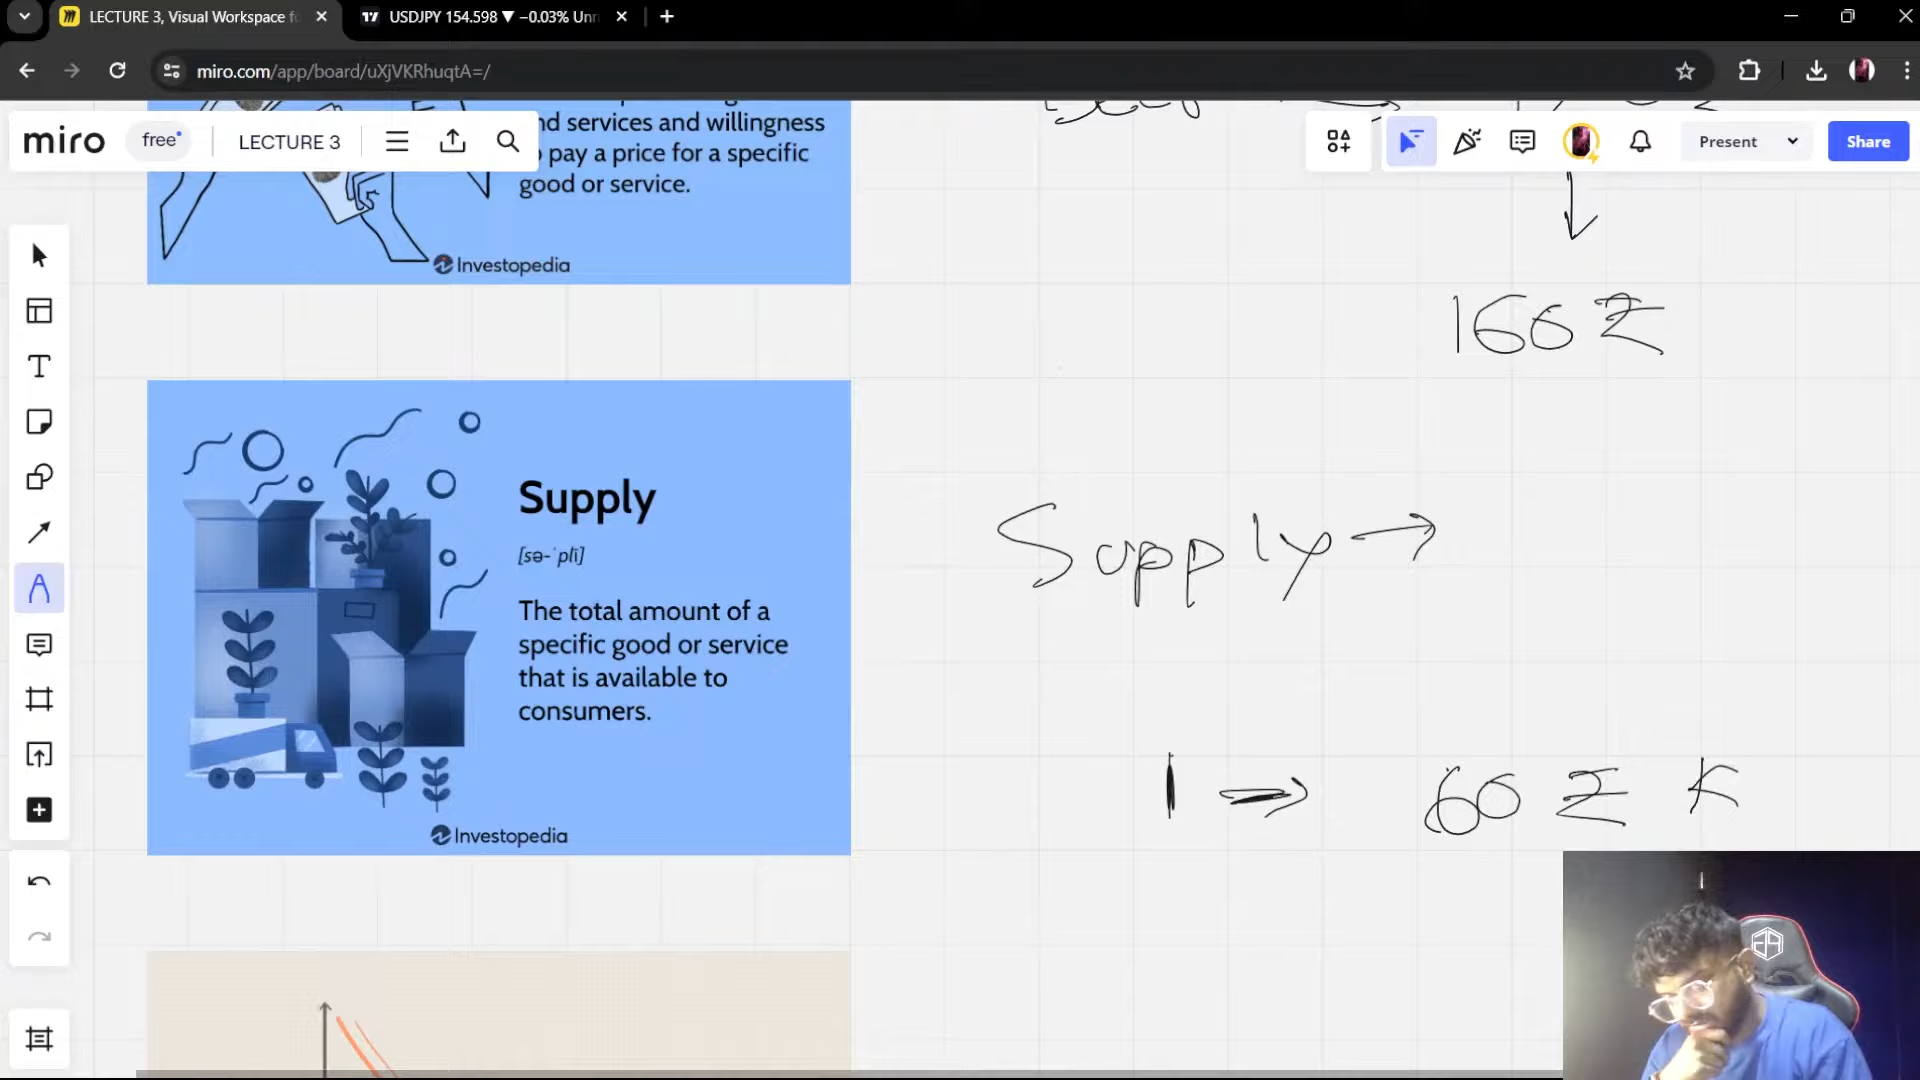 LECTURE 3, Visual Workspace f
USDJPY 154.598 ▼ −0.03% Unn
miro.com/app/board/uXjVKRhuqtA=/
miro
free
LECTURE 3
Present
Share
nd services and willingness
pay a price for a specific
good or service.
Investopedia
Supply
[sə-ˈplī]
The total amount of a
specific good or service
that is available to
consumers.
Investopedia
Supply →
1 → 60